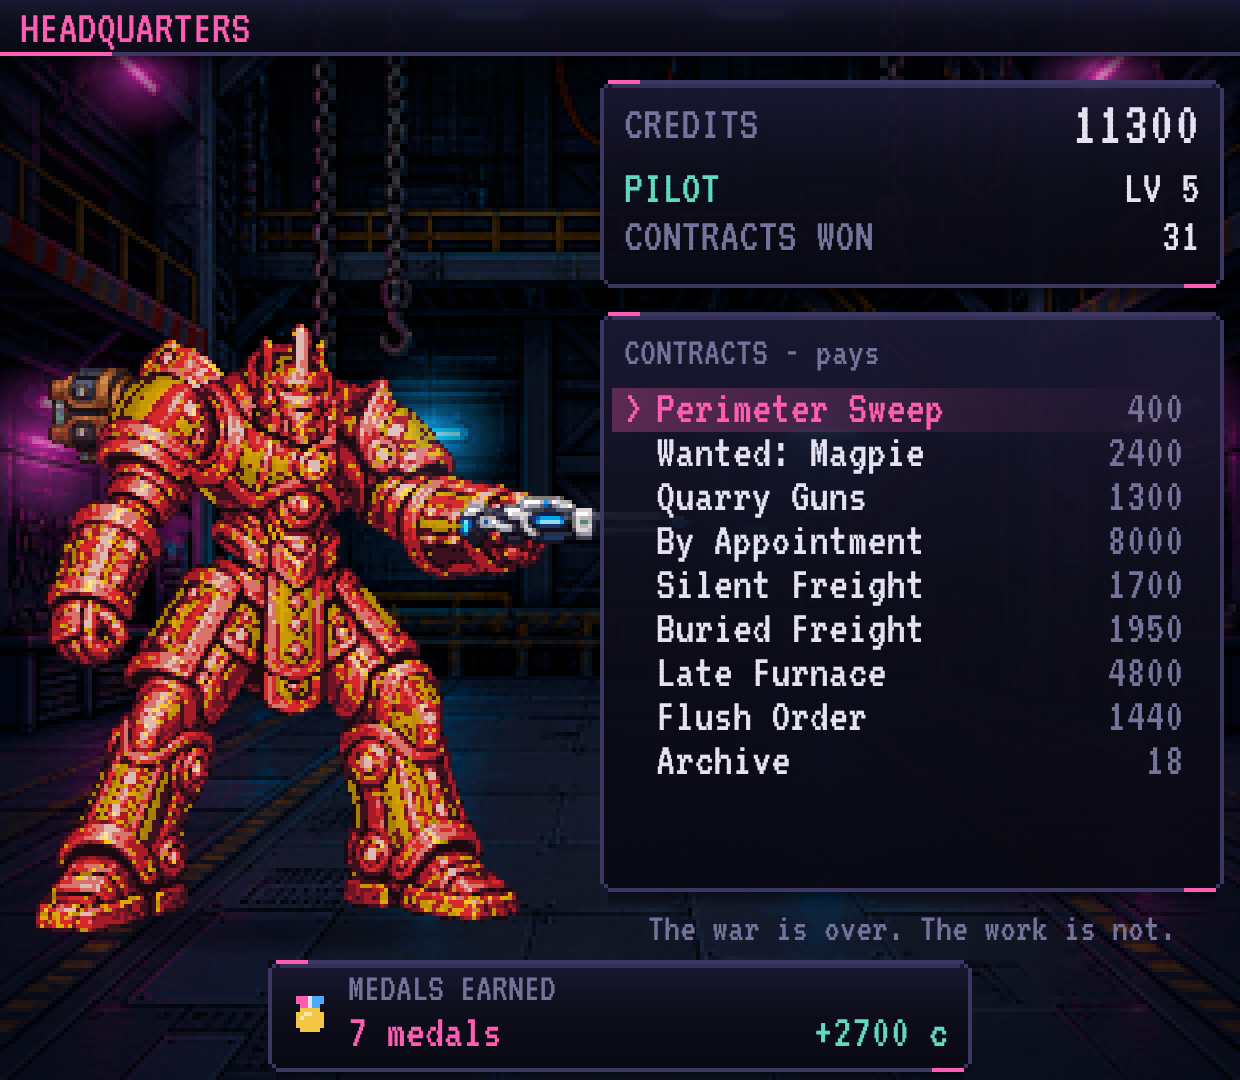 HEADQUARTERS
CREDITS 11300
PILOT LV 5
CONTRACTS WON 31
CONTRACTS - pays
> Perimeter Sweep 400
Wanted: Magpie 2400
Quarry Guns 1300
By Appointment 8000
Silent Freight 1700
Buried Freight 1950
Late Furnace 4800
Flush Order 1440
Archive 18
The war is over. The work is not.
MEDALS EARNED
7 medals +2700 c